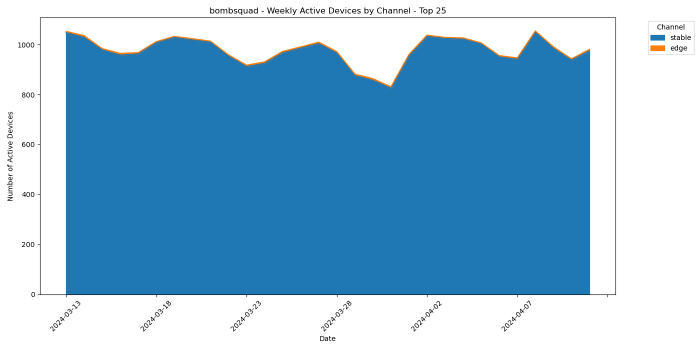 bombsquad - Weekly Active Devices by Channel - Top 25
Channel
stable
edge
Number of Active Devices
1000
800
600
400
200
0
2024-03-13
2024-03-18
2024-03-23
2024-03-28
2024-04-02
2024-04-07
Date